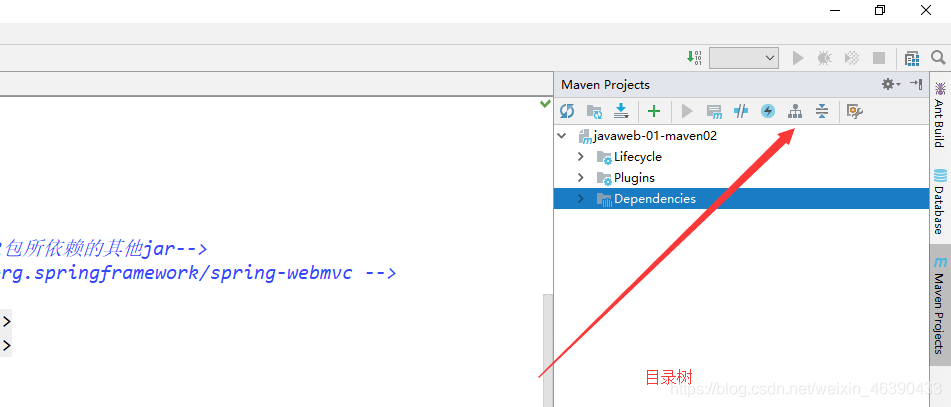 Maven Projects
javaweb-01-maven02
Lifecycle
Plugins
Dependencies
包所依赖的其他jar-->
org.springframework/spring-webmvc -->
>
>
目录树
Ant Build
Database
m
Maven Projects
https://blog.csdn.net/weixin_46390433